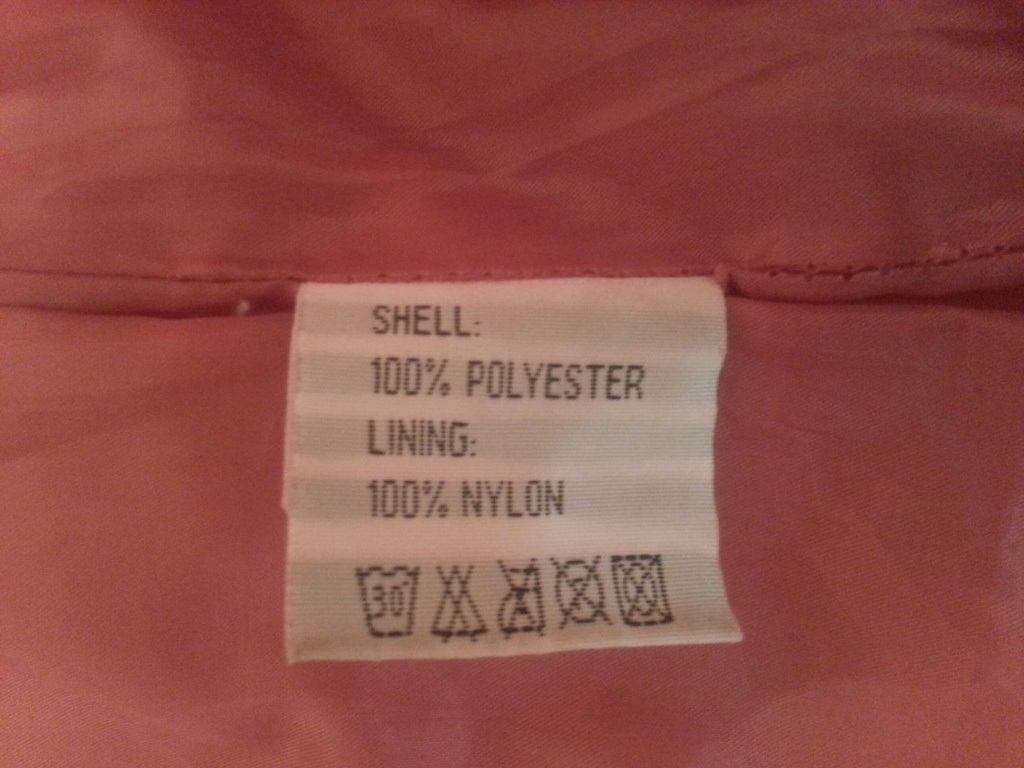 SHELL:
100% POLYESTER
LINING:
100% NYLON
30